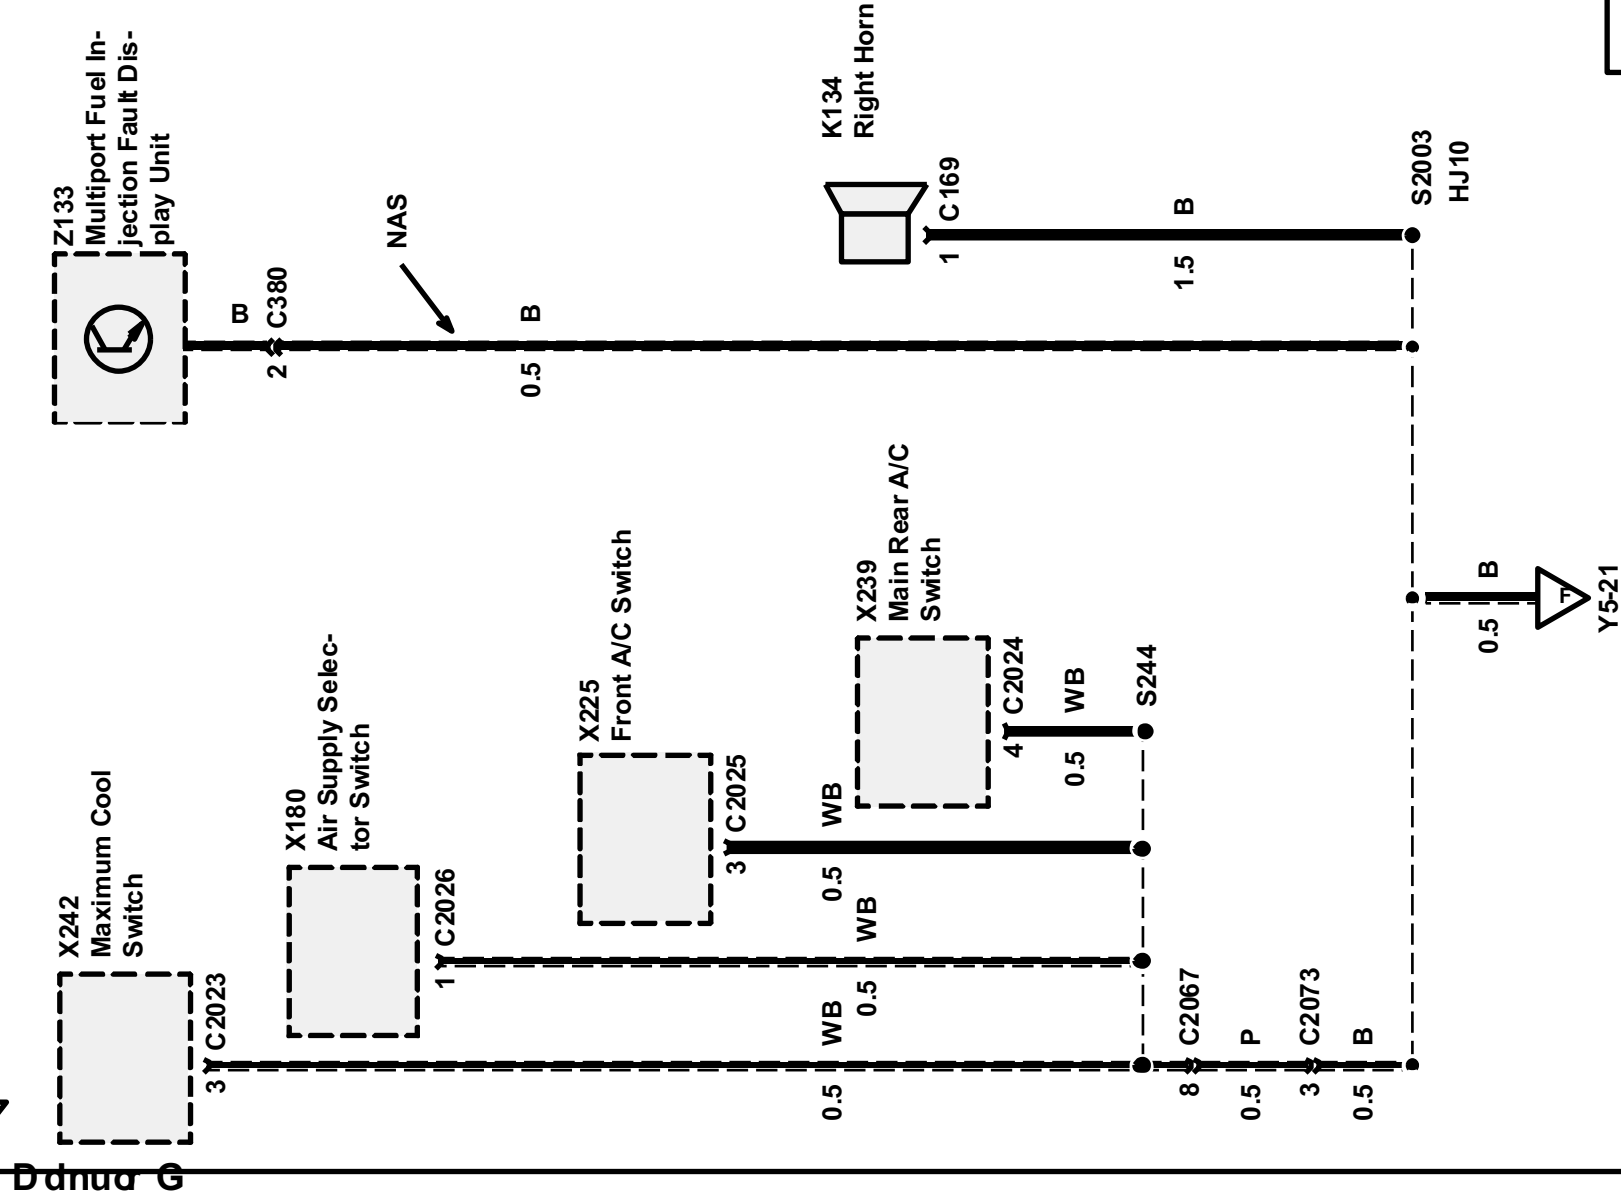 Z133
Multiport Fuel In-
jection Fault Dis-
play Unit
B
C380
2
NAS
B
0.5
K134
Right Horn
C169
1
B
1.5
S2003
HJ10
X242
Maximum Cool
Switch
C2023
3
WB
0.5
X180
Air Supply Selec-
tor Switch
C2026
1
WB
0.5
X225
Front A/C Switch
C2025
3
WB
0.5
X239
Main Rear A/C
Switch
C2024
4
WB
0.5
S244
C2067
8
P
0.5
C2073
3
B
0.5
B
0.5
F
Y5-21